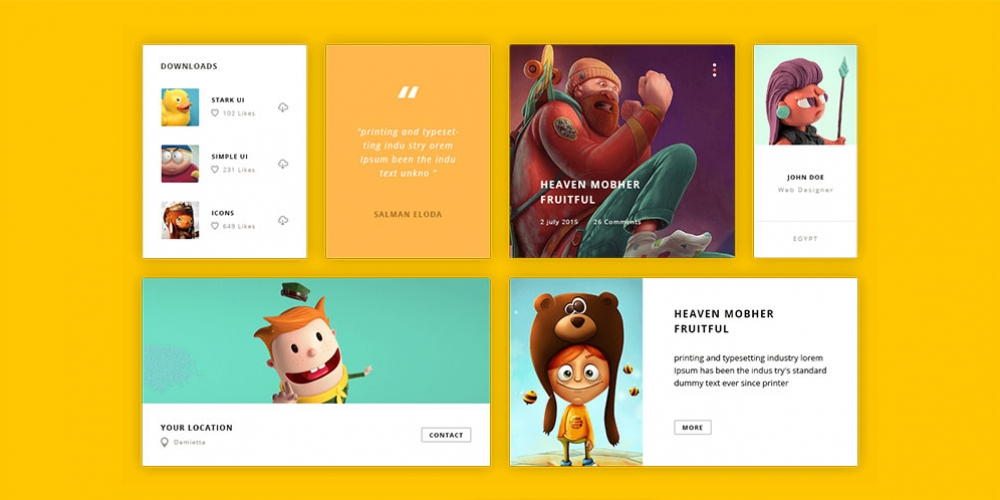 DOWNLOADS
STARK UI
102 Likes
SIMPLE UI
231 Likes
ICONS
649 Likes
"printing and typeset-
ting indu stry orem
Ipsum been the indu
text unkno "
SALMAN ELODA
HEAVEN MOBHER
FRUITFUL
2 july 2015 26 Comments
JOHN DOE
Web Designer
EGYPT
YOUR LOCATION
Damietta
CONTACT
HEAVEN MOBHER
FRUITFUL
printing and typesetting industry lorem
Ipsum has been the indus try's standard
dummy text ever since printer
MORE